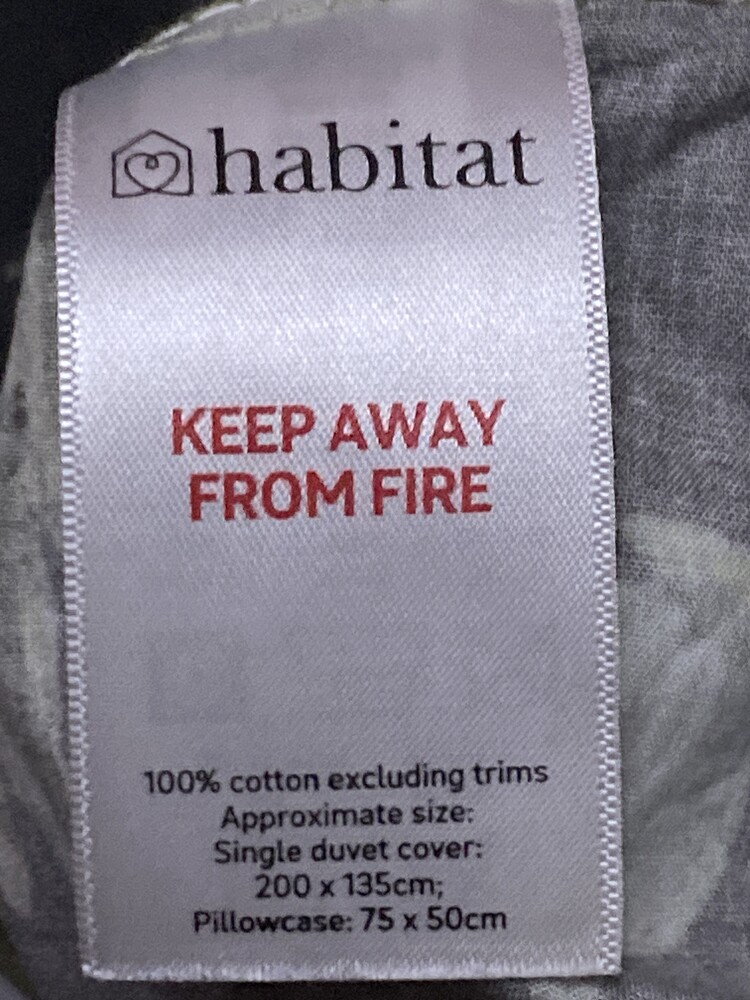 habitat
KEEP AWAY
FROM FIRE
100% cotton excluding trims
Approximate size:
Single duvet cover:
200 x 135cm;
Pillowcase: 75 x 50cm